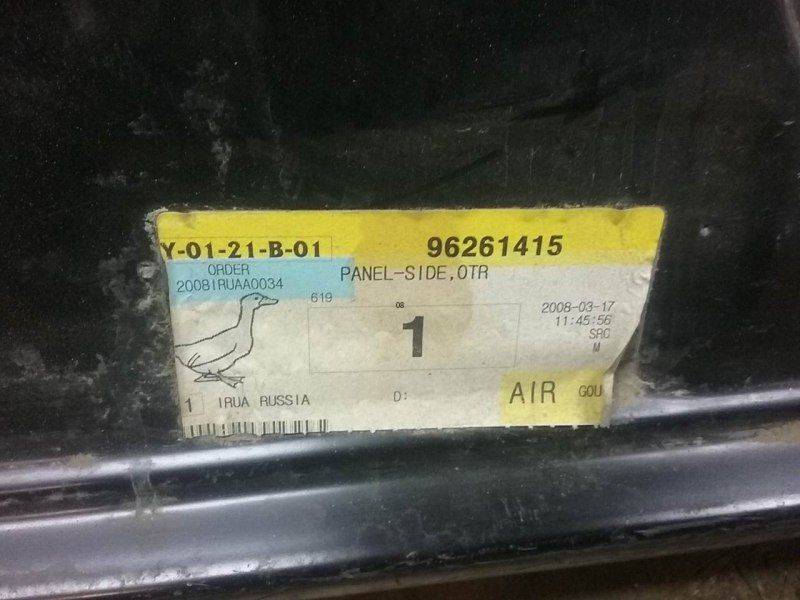 Y-01-21-B-01 96261415
ORDER
2008IRUAA0034
PANEL-SIDE,OTR
619
08
1
2008-03-17
11:45:56
SRC
M
1 IRUA RUSSIA D: AIR GOU